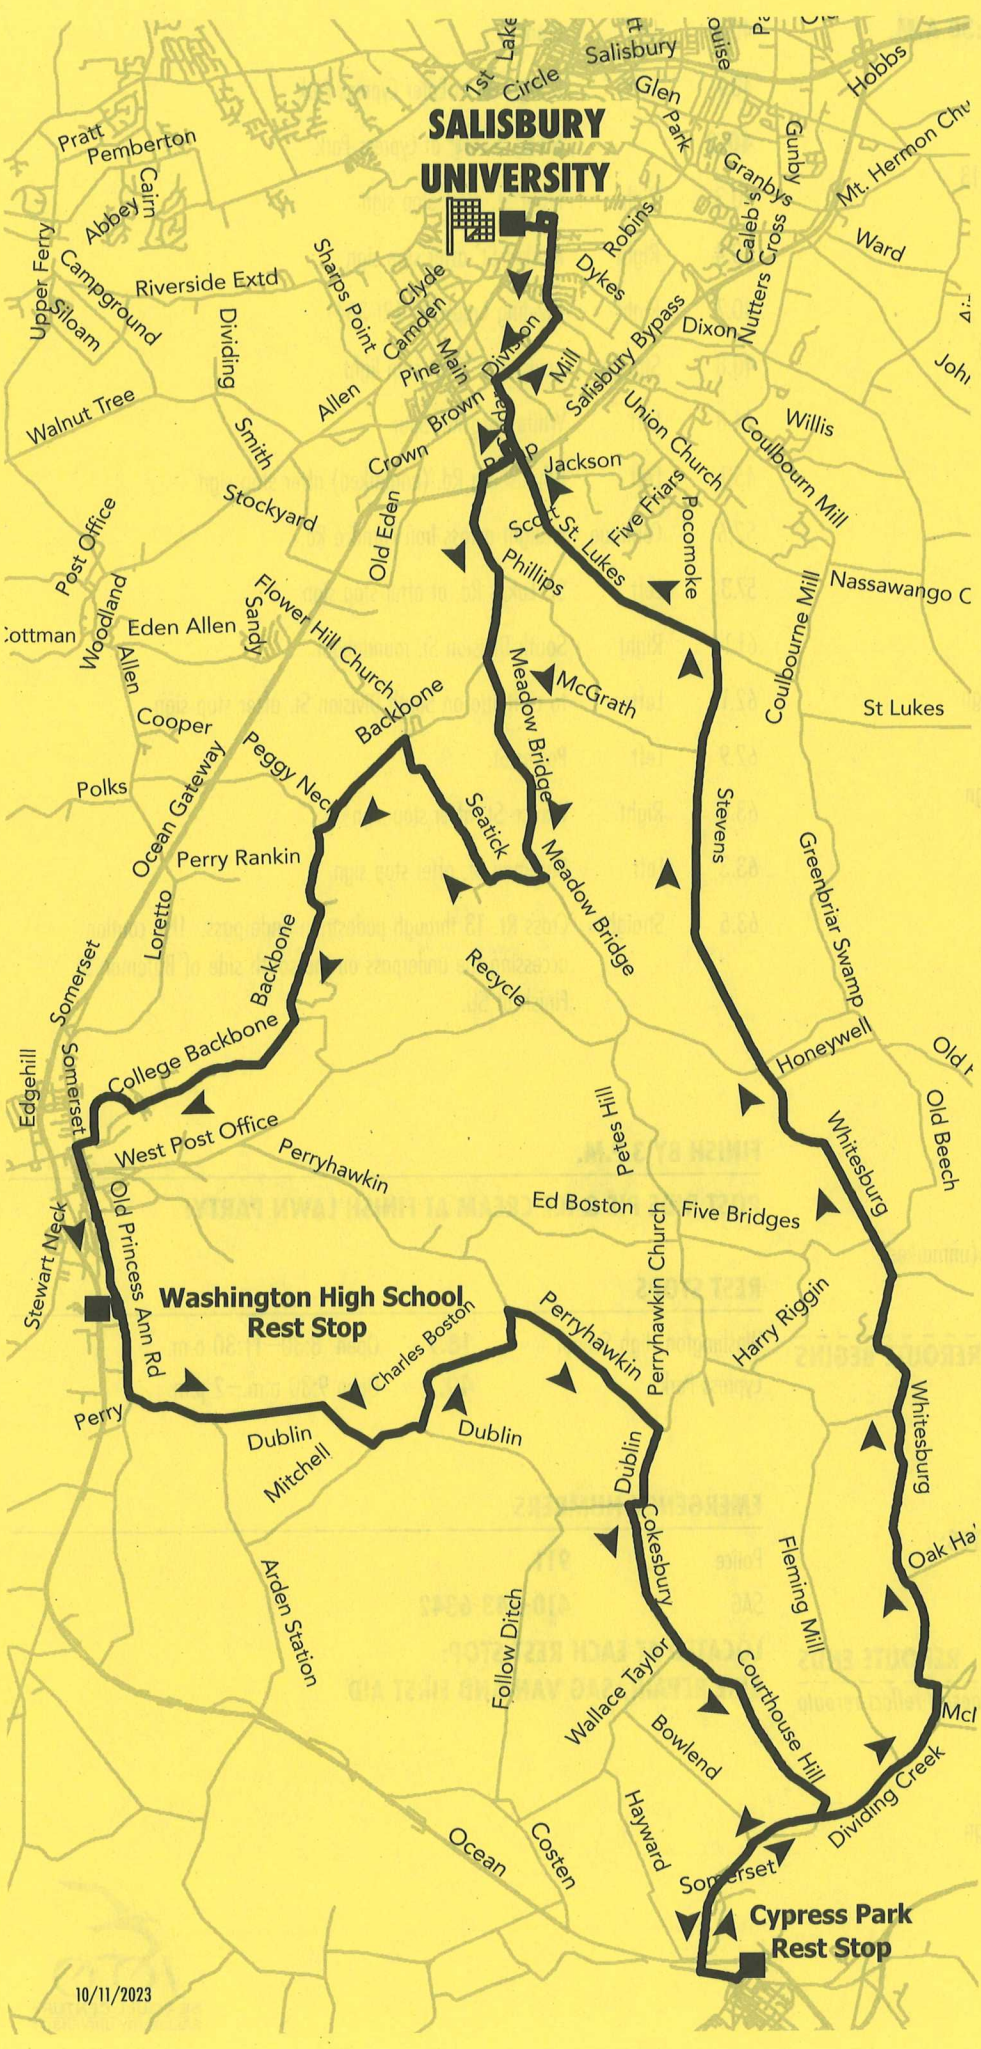 1st
Lake
Circle
Salisbury
Glen
Park
Hobbs
SALISBURY
UNIVERSITY
Pratt
Pemberton
Cairn
Abbey
Upper Ferry
Campground
Siloam
Riverside Extd
Sharps Point
Clyde
Camden
Robins
Dykes
Granbys
Gunby
Caleb's
Nutters Cross
Ward
Dividing
Main
Pine
Division
Mill
Salisbury Bypass
Dixon
Walnut Tree
Smith
Allen
Brown
Crown
Jackson
Union Church
Willis
Coulbourn Mill
Stockyard
Old Eden
Scott
St. Lukes
Five Friars
Pocomoke
Post Office
Woodland
Eden Allen
Sandy
Flower Hill Church
Phillips
Nassawango
Coulbourne Mill
Allen
Cooper
Backbone
Meadow Bridge
McGrath
St Lukes
Polks
Ocean Gateway
Peggy Neck
Seatick
Stevens
Perry Rankin
Loretto
Meadow Bridge
Greenbriar Swamp
Somerset
Backbone
Recycle
Edgehill
Somerset
College Backbone
Honeywell
Old Beech
West Post Office
Perryhawkin
Petes Hill
Whitesburg
Ed Boston
Five Bridges
Stewart Neck
Old Princess Ann Rd
Washington High School
Rest Stop
Charles Boston
Perryhawkin
Perryhawkin Church
Harry Riggin
Perry
Dublin
Mitchell
Dublin
Dublin
Whitesburg
Cokesbury
Arden Station
Fellow Ditch
Fleming Mill
Wallace Taylor
Courthouse Hill
Bowlend
Dividing Creek
Hayward
Ocean
Costen
Somerset
Cypress Park
Rest Stop
10/11/2023